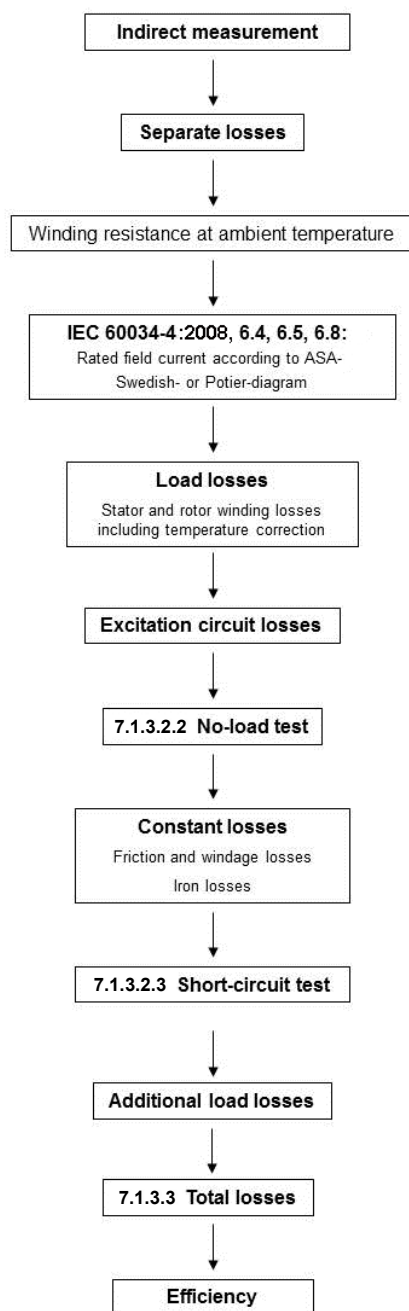 Indirect measurement
Separate losses
Winding resistance at ambient temperature
IEC 60034-4:2008, 6.4, 6.5, 6.8:
Rated field current according to ASA-
Swedish- or Potier-diagram
Load losses
Stator and rotor winding losses
including temperature correction
Excitation circuit losses
7.1.3.2.2 No-load test
Constant losses
Friction and windage losses
Iron losses
7.1.3.2.3 Short-circuit test
Additional load losses
7.1.3.3 Total losses
Efficiency